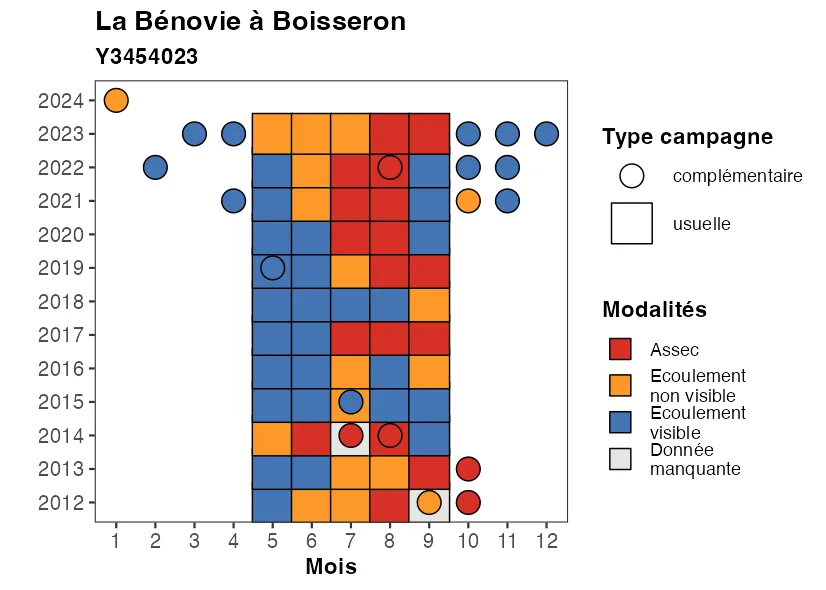 La Bénovie à Boisseron
Y3454023
2024
2023
2022
2021
2020
2019
2018
2017
2016
2015
2014
2013
2012
1 2 3 4 5 6 7 8 9 10 11 12
Mois
Type campagne
complémentaire
usuelle
Modalités
Assec
Ecoulement
non visible
Ecoulement
visible
Donnée
manquante